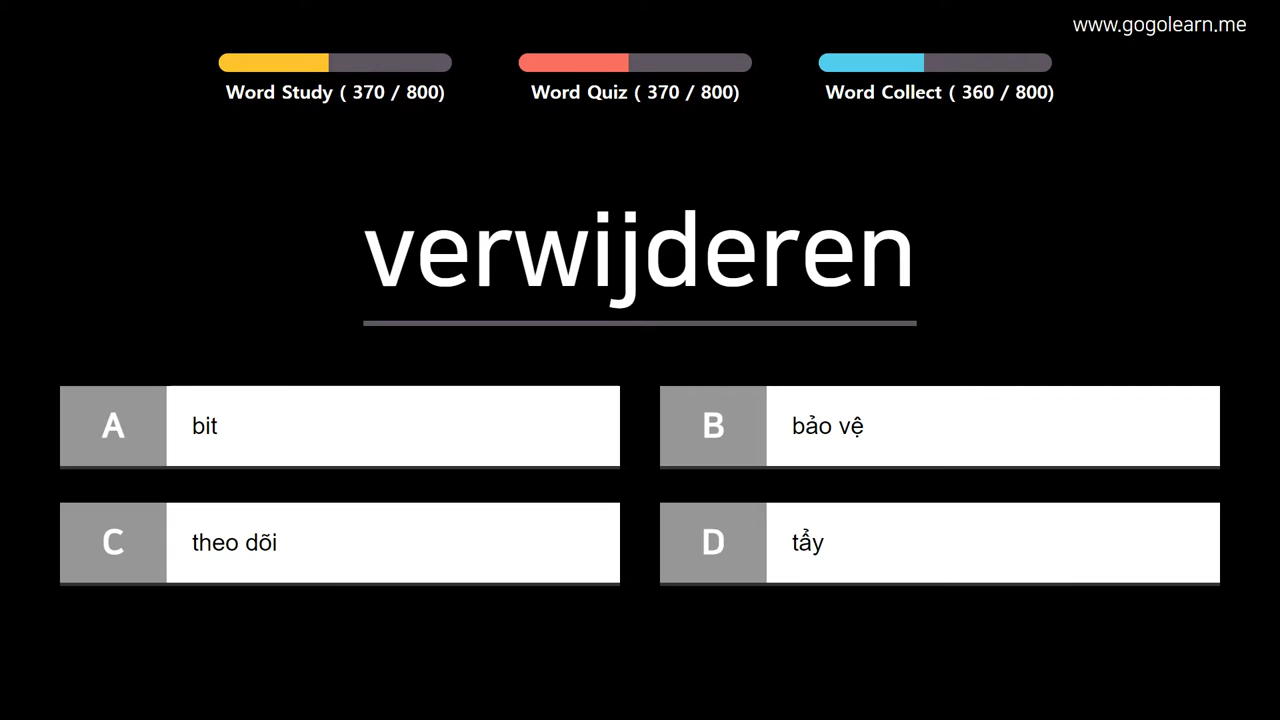 www.gogolearn.me
Word Study ( 370 / 800)
Word Quiz ( 370 / 800)
Word Collect ( 360 / 800)
verwijderen
A bit
B bảo vệ
C theo dõi
D tẩy